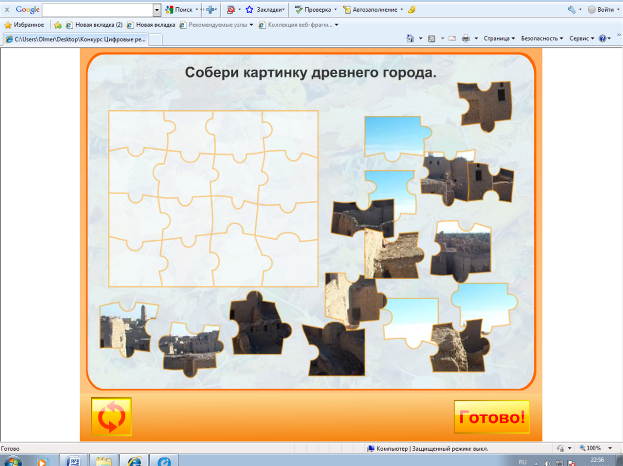 x Google Поиск Закладки Проверка Автозаполнение Войти
Избранное Новая вкладка (2) Новая вкладка Рекомендуемые узлы Коллекция веб-фрагм...
C:\Users\Olmer\Desktop\Конкурс Цифровые ре... Страница Безопасность Сервис
Собери картинку древнего города.
Готово!
Готово Компьютер | Защищенный режим: выкл. 100%
RU 22:56